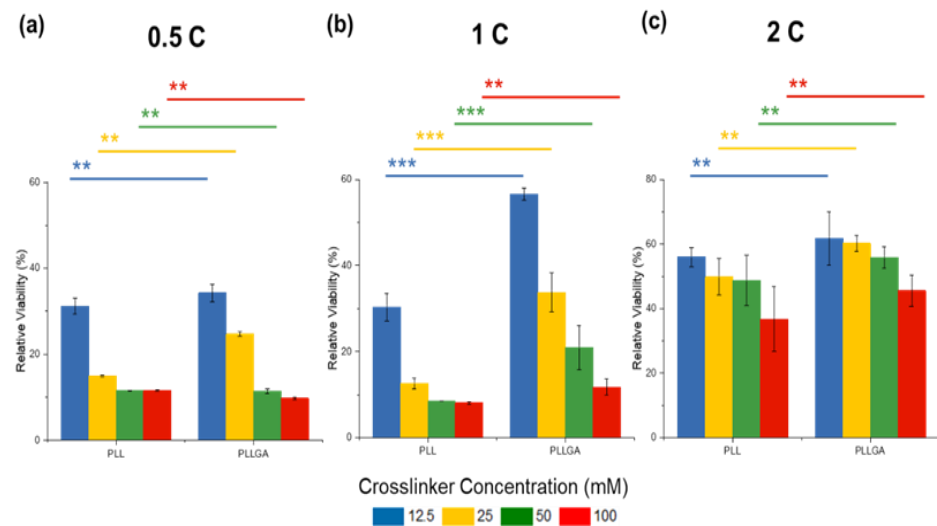 (a)
0.5 C
(b)
1 C
(c)
2 C
**
**
**
**
**
***
***
***
**
**
**
**
60
40
20
0
Relative Viability (%)
PLL
PLLGA
60
40
20
0
Relative Viability (%)
PLL
PLLGA
80
60
40
20
0
Relative Viability (%)
PLL
PLLGA
Crosslinker Concentration (mM)
12.5 25 50 100